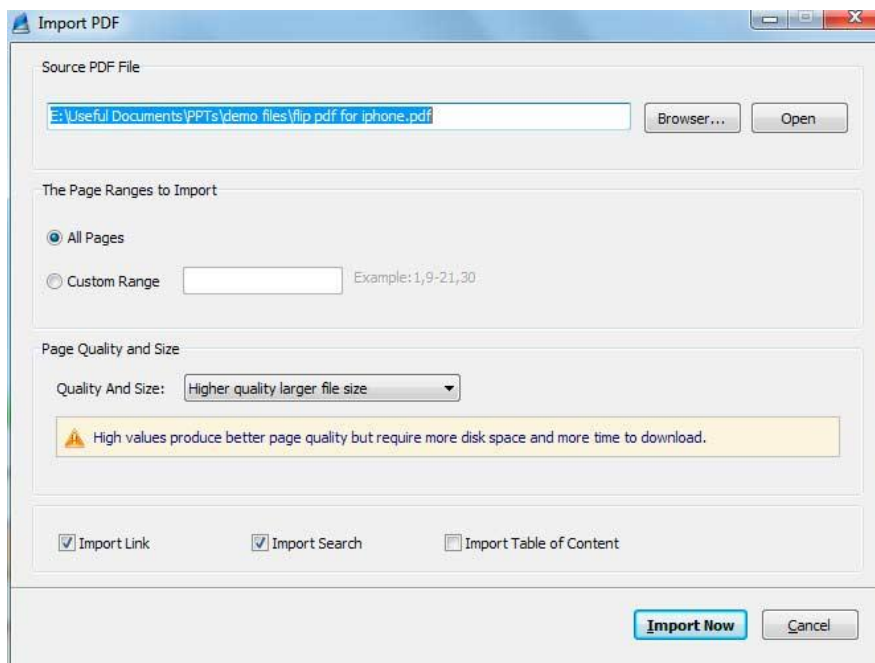 Import PDF
Source PDF File
E:\Useful Documents\PPTs\demo files\flip pdf for iphone.pdf
Browser...
Open
The Page Ranges to Import
All Pages
Custom Range
Example:1,9-21,30
Page Quality and Size
Quality And Size:
Higher quality larger file size
High values produce better page quality but require more disk space and more time to download.
Import Link
Import Search
Import Table of Content
Import Now
Cancel